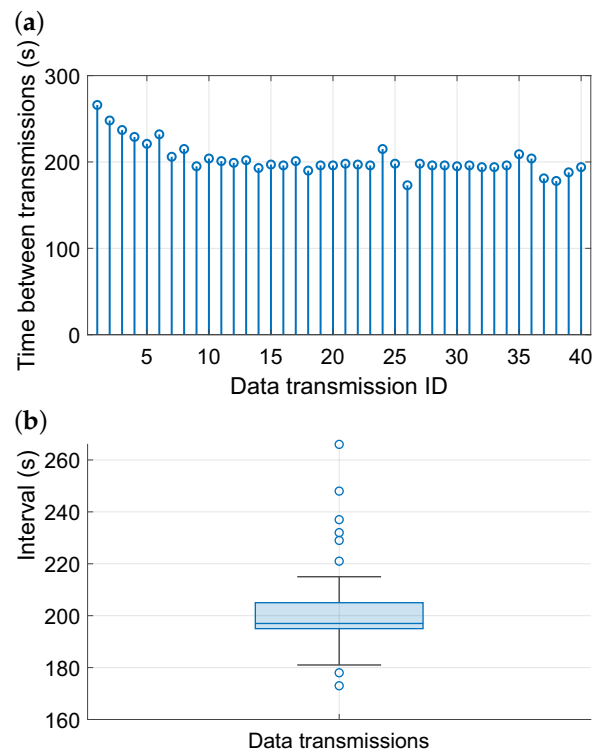 (a)
Time between transmissions (s)
300
200
100
0
5 10 15 20 25 30 35 40
Data transmission ID
(b)
Interval (s)
260
240
220
200
180
160
Data transmissions